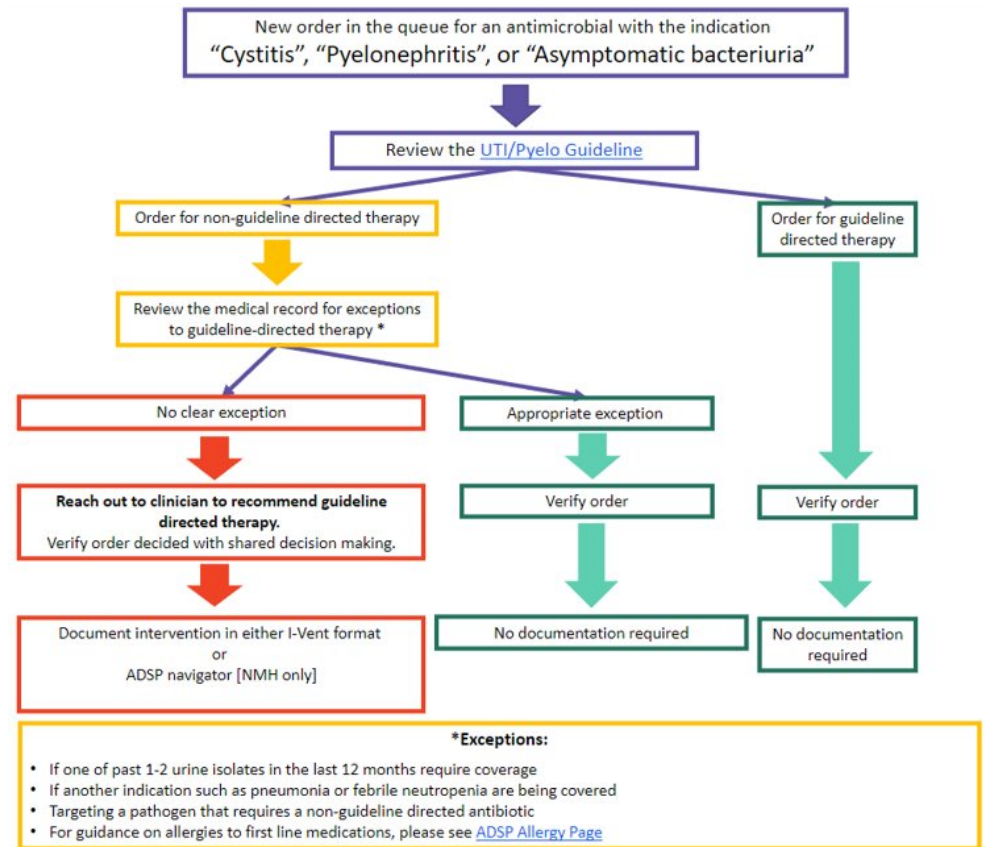 New order in the queue for an antimicrobial with the indication
“Cystitis”, “Pyelonephritis”, or “Asymptomatic bacteriuria”
Review the UTI/Pyelo Guideline
Order for non-guideline directed therapy
Order for guideline
directed therapy
Review the medical record for exceptions
to guideline-directed therapy *
No clear exception
Appropriate exception
Reach out to clinician to recommend guideline
directed therapy.
Verify order decided with shared decision making.
Verify order
Verify order
Document intervention in either I-Vent format
or
ADSP navigator [NMH only]
No documentation required
No documentation
required
*Exceptions:
• If one of past 1-2 urine isolates in the last 12 months require coverage
• If another indication such as pneumonia or febrile neutropenia are being covered
• Targeting a pathogen that requires a non-guideline directed antibiotic
• For guidance on allergies to first line medications, please see ADSP Allergy Page